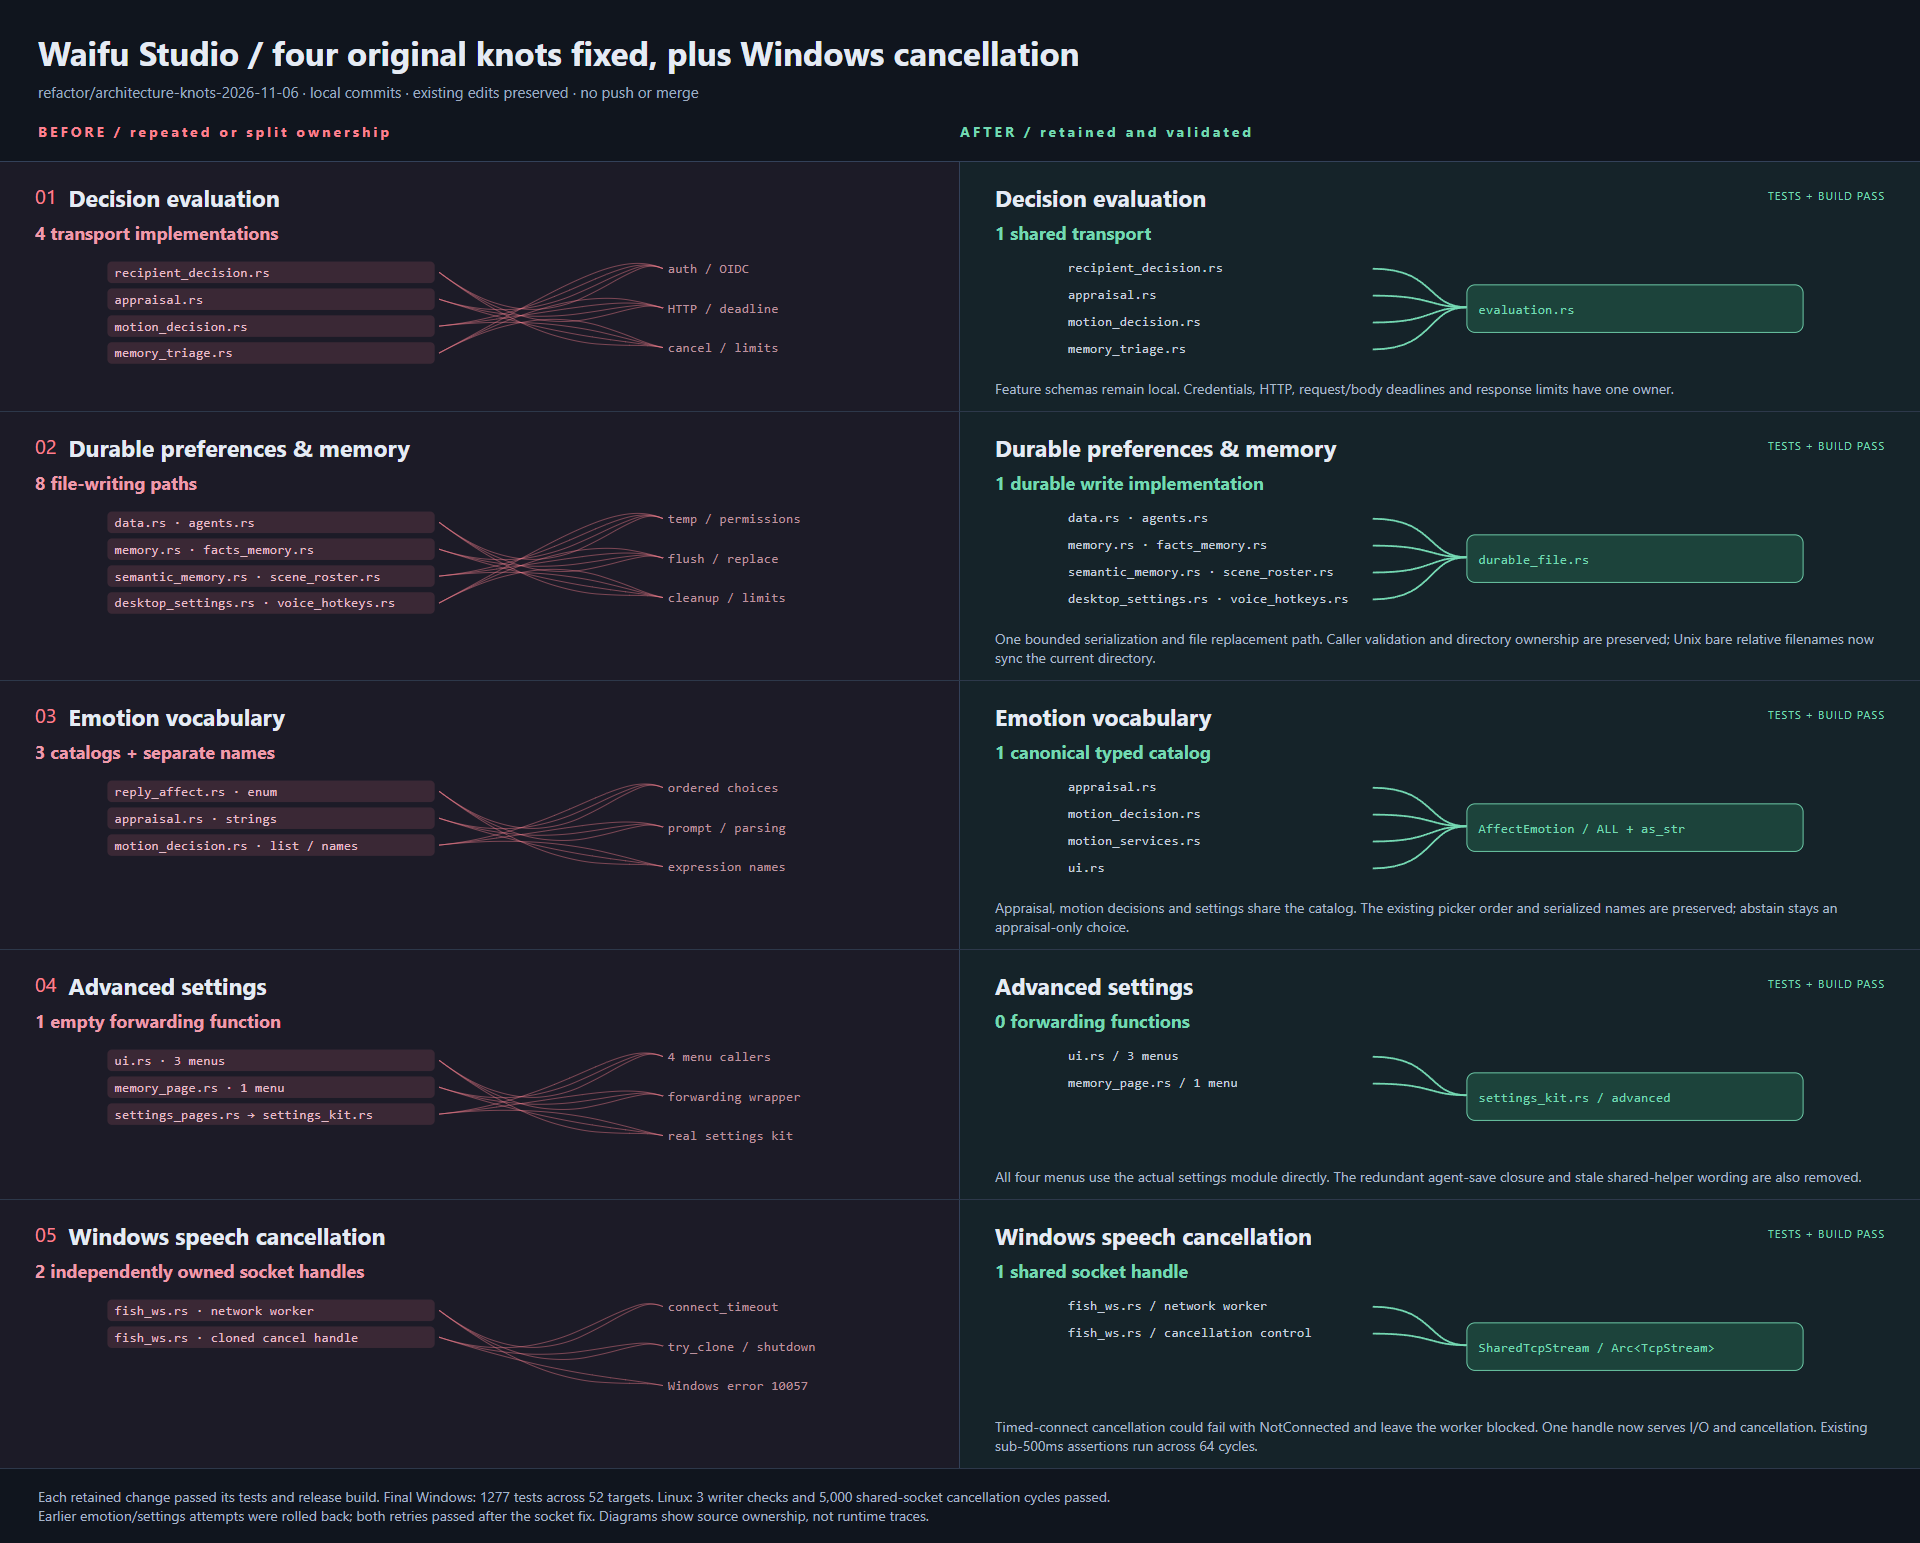 Waifu Studio / four original knots fixed, plus Windows cancellation
refactor/architecture-knots-2026-11-06 · local commits · existing edits preserved · no push or merge
BEFORE / repeated or split ownership
AFTER / retained and validated
01 Decision evaluation
4 transport implementations
recipient_decision.rs
appraisal.rs
motion_decision.rs
memory_triage.rs
auth / OIDC
HTTP / deadline
cancel / limits
Decision evaluation
TESTS + BUILD PASS
1 shared transport
recipient_decision.rs
appraisal.rs
motion_decision.rs
memory_triage.rs
evaluation.rs
Feature schemas remain local. Credentials, HTTP, request/body deadlines and response limits have one owner.
02 Durable preferences & memory
8 file-writing paths
data.rs · agents.rs
memory.rs · facts_memory.rs
semantic_memory.rs · scene_roster.rs
desktop_settings.rs · voice_hotkeys.rs
temp / permissions
flush / replace
cleanup / limits
Durable preferences & memory
TESTS + BUILD PASS
1 durable write implementation
data.rs · agents.rs
memory.rs · facts_memory.rs
semantic_memory.rs · scene_roster.rs
desktop_settings.rs · voice_hotkeys.rs
durable_file.rs
One bounded serialization and file replacement path. Caller validation and directory ownership are preserved; Unix bare relative filenames now
sync the current directory.
03 Emotion vocabulary
3 catalogs + separate names
reply_affect.rs · enum
appraisal.rs · strings
motion_decision.rs · list / names
ordered choices
prompt / parsing
expression names
Emotion vocabulary
TESTS + BUILD PASS
1 canonical typed catalog
appraisal.rs
motion_decision.rs
motion_services.rs
ui.rs
AffectEmotion / ALL + as_str
Appraisal, motion decisions and settings share the catalog. The existing picker order and serialized names are preserved; abstain stays an
appraisal-only choice.
04 Advanced settings
1 empty forwarding function
ui.rs · 3 menus
memory_page.rs · 1 menu
settings_pages.rs → settings_kit.rs
4 menu callers
forwarding wrapper
real settings kit
Advanced settings
TESTS + BUILD PASS
0 forwarding functions
ui.rs / 3 menus
memory_page.rs / 1 menu
settings_kit.rs / advanced
All four menus use the actual settings module directly. The redundant agent-save closure and stale shared-helper wording are also removed.
05 Windows speech cancellation
2 independently owned socket handles
fish_ws.rs · network worker
fish_ws.rs · cloned cancel handle
connect_timeout
try_clone / shutdown
Windows error 10057
Windows speech cancellation
TESTS + BUILD PASS
1 shared socket handle
fish_ws.rs / network worker
fish_ws.rs / cancellation control
SharedTcpStream / Arc<TcpStream>
Timed-connect cancellation could fail with NotConnected and leave the worker blocked. One handle now serves I/O and cancellation. Existing
sub-500ms assertions run across 64 cycles.
Each retained change passed its tests and release build. Final Windows: 1277 tests across 52 targets. Linux: 3 writer checks and 5,000 shared-socket cancellation cycles passed.
Earlier emotion/settings attempts were rolled back; both retries passed after the socket fix. Diagrams show source ownership, not runtime traces.